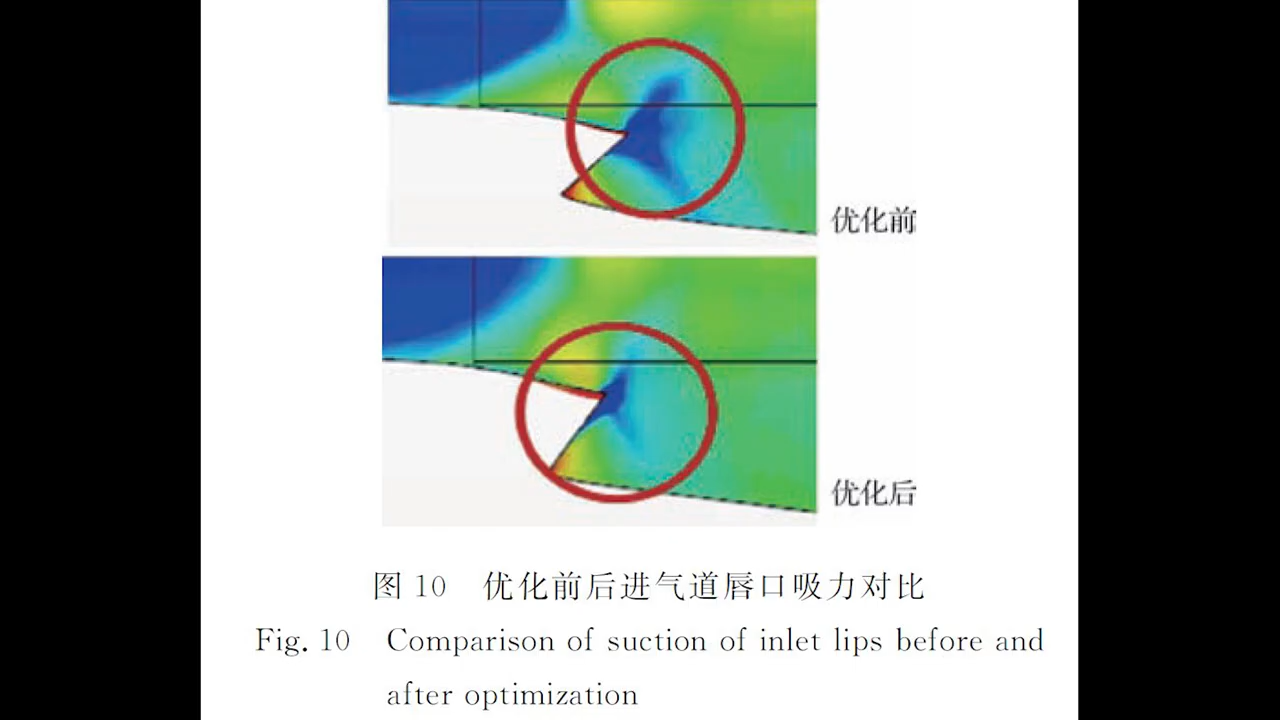 优化前
优化后
图 10 优化前后进气道唇口吸力对比
Fig. 10 Comparison of suction of inlet lips before and
after optimization